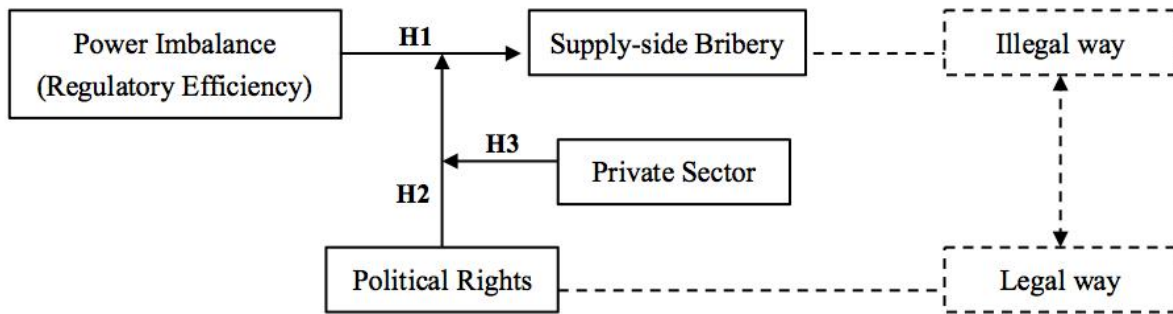 Power Imbalance
(Regulatory Efficiency)
H1
Supply-side Bribery
Illegal way
H3
Private Sector
H2
Political Rights
Legal way